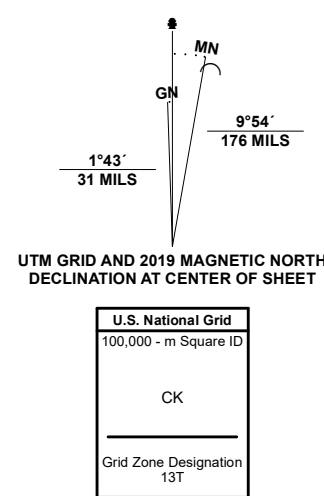 MN
GN
9°54´
176 MILS
1°43´
31 MILS
UTM GRID AND 2019 MAGNETIC NORTH
DECLINATION AT CENTER OF SHEET
U.S. National Grid
100,000 - m Square ID
CK
Grid Zone Designation
13T